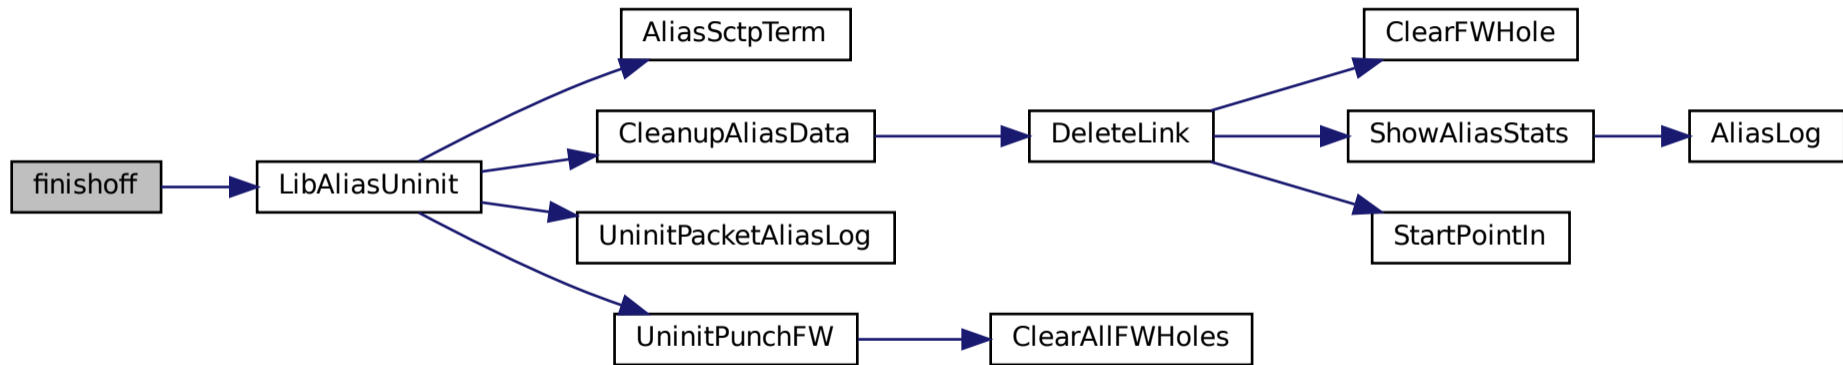 AliasSctpTerm
ClearFWHole
CleanupAliasData
DeleteLink
ShowAliasStats
AliasLog
finishoff
LibAliasUninit
UninitPacketAliasLog
StartPointIn
UninitPunchFW
ClearAllFWHoles